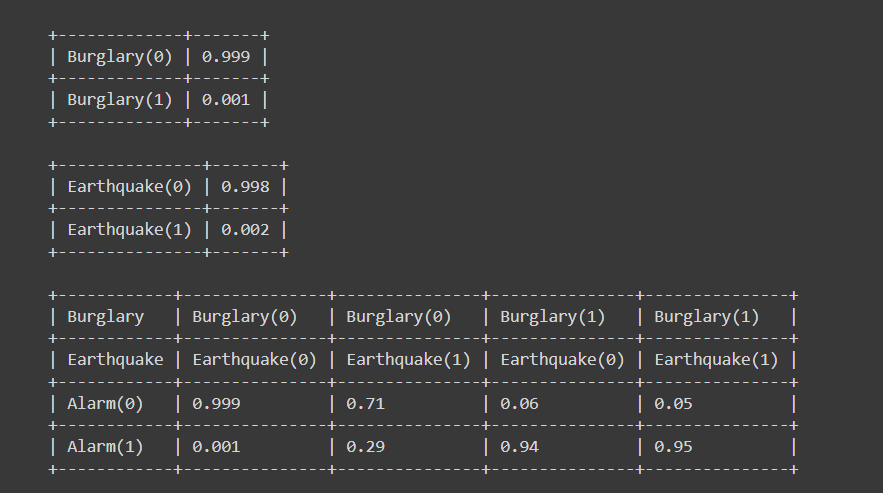 +-------------+-------+
| Burglary(0) | 0.999 |
+-------------+-------+
| Burglary(1) | 0.001 |
+-------------+-------+
+---------------+-------+
| Earthquake(0) | 0.998 |
+---------------+-------+
| Earthquake(1) | 0.002 |
+---------------+-------+
+------------+---------------+---------------+---------------+---------------+
| Burglary   | Burglary(0)   | Burglary(0)   | Burglary(1)   | Burglary(1)   |
+------------+---------------+---------------+---------------+---------------+
| Earthquake | Earthquake(0) | Earthquake(1) | Earthquake(0) | Earthquake(1) |
+------------+---------------+---------------+---------------+---------------+
| Alarm(0)   | 0.999         | 0.71          | 0.06          | 0.05          |
+------------+---------------+---------------+---------------+---------------+
| Alarm(1)   | 0.001         | 0.29          | 0.94          | 0.95          |
+------------+---------------+---------------+---------------+---------------+